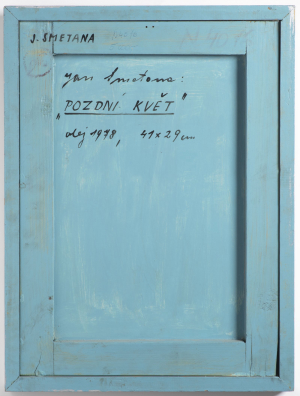 J. SMETANA
Jan Smetana:
„POZDNÍ KVĚT"
olej 1978, 41 x 29 cm